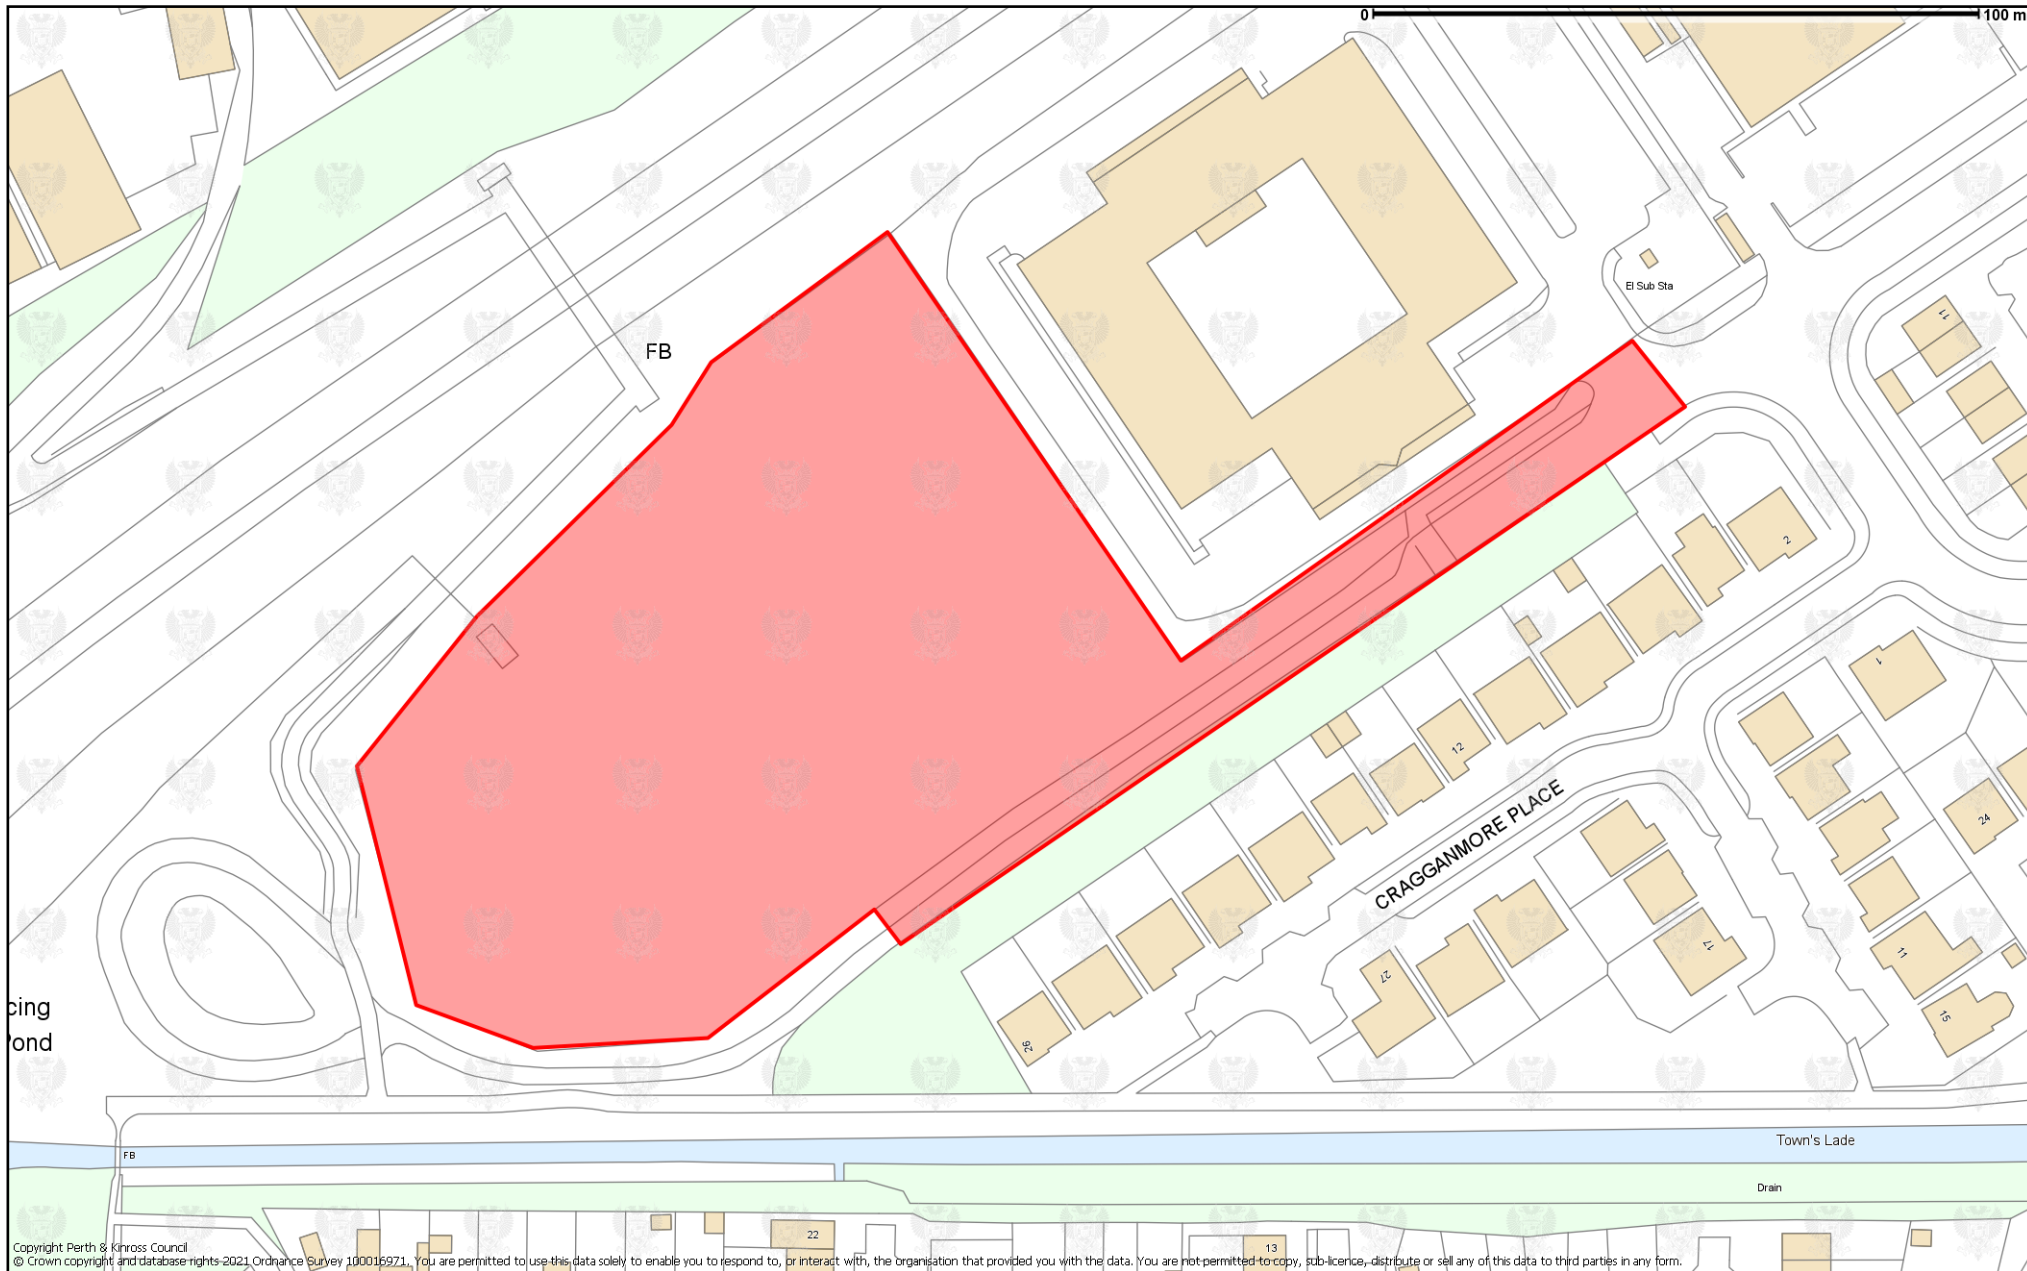 0 100 m
El Sub Sta
11
FB
2
1
12
CRAGGANMORE PLACE
24
27
17
11
15
26
cing
Pond
Town's Lade
FB
Drain
22
13
Copyright Perth & Kinross Council
© Crown copyright and database rights 2021 Ordnance Survey 100016971. You are permitted to use this data solely to enable you to respond to, or interact with, the organisation that provided you with the data. You are not permitted to copy, sub-licence, distribute or sell any of this data to third parties in any form.